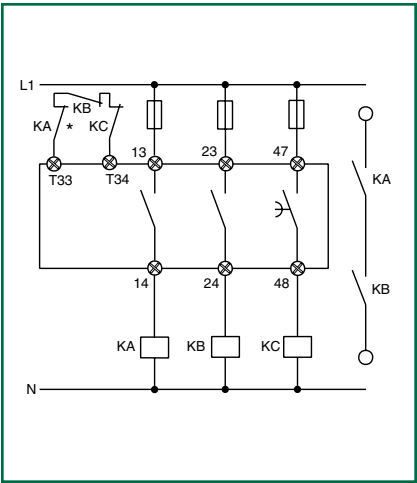 L1
KB
KA * KC
13 23 47
T33 T34
KA
KB
14 24 48
KA KB KC
N